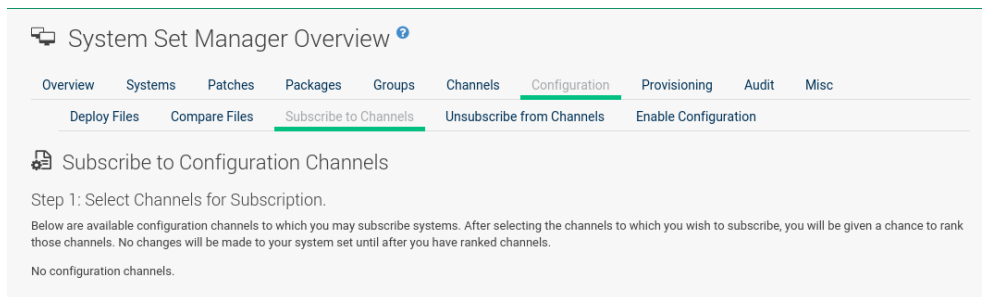 System Set Manager Overview ?
Overview Systems Patches Packages Groups Channels Configuration Provisioning Audit Misc
Deploy Files Compare Files Subscribe to Channels Unsubscribe from Channels Enable Configuration
Subscribe to Configuration Channels
Step 1: Select Channels for Subscription.
Below are available configuration channels to which you may subscribe systems. After selecting the channels to which you wish to subscribe, you will be given a chance to rank
those channels. No changes will be made to your system set until after you have ranked channels.
No configuration channels.